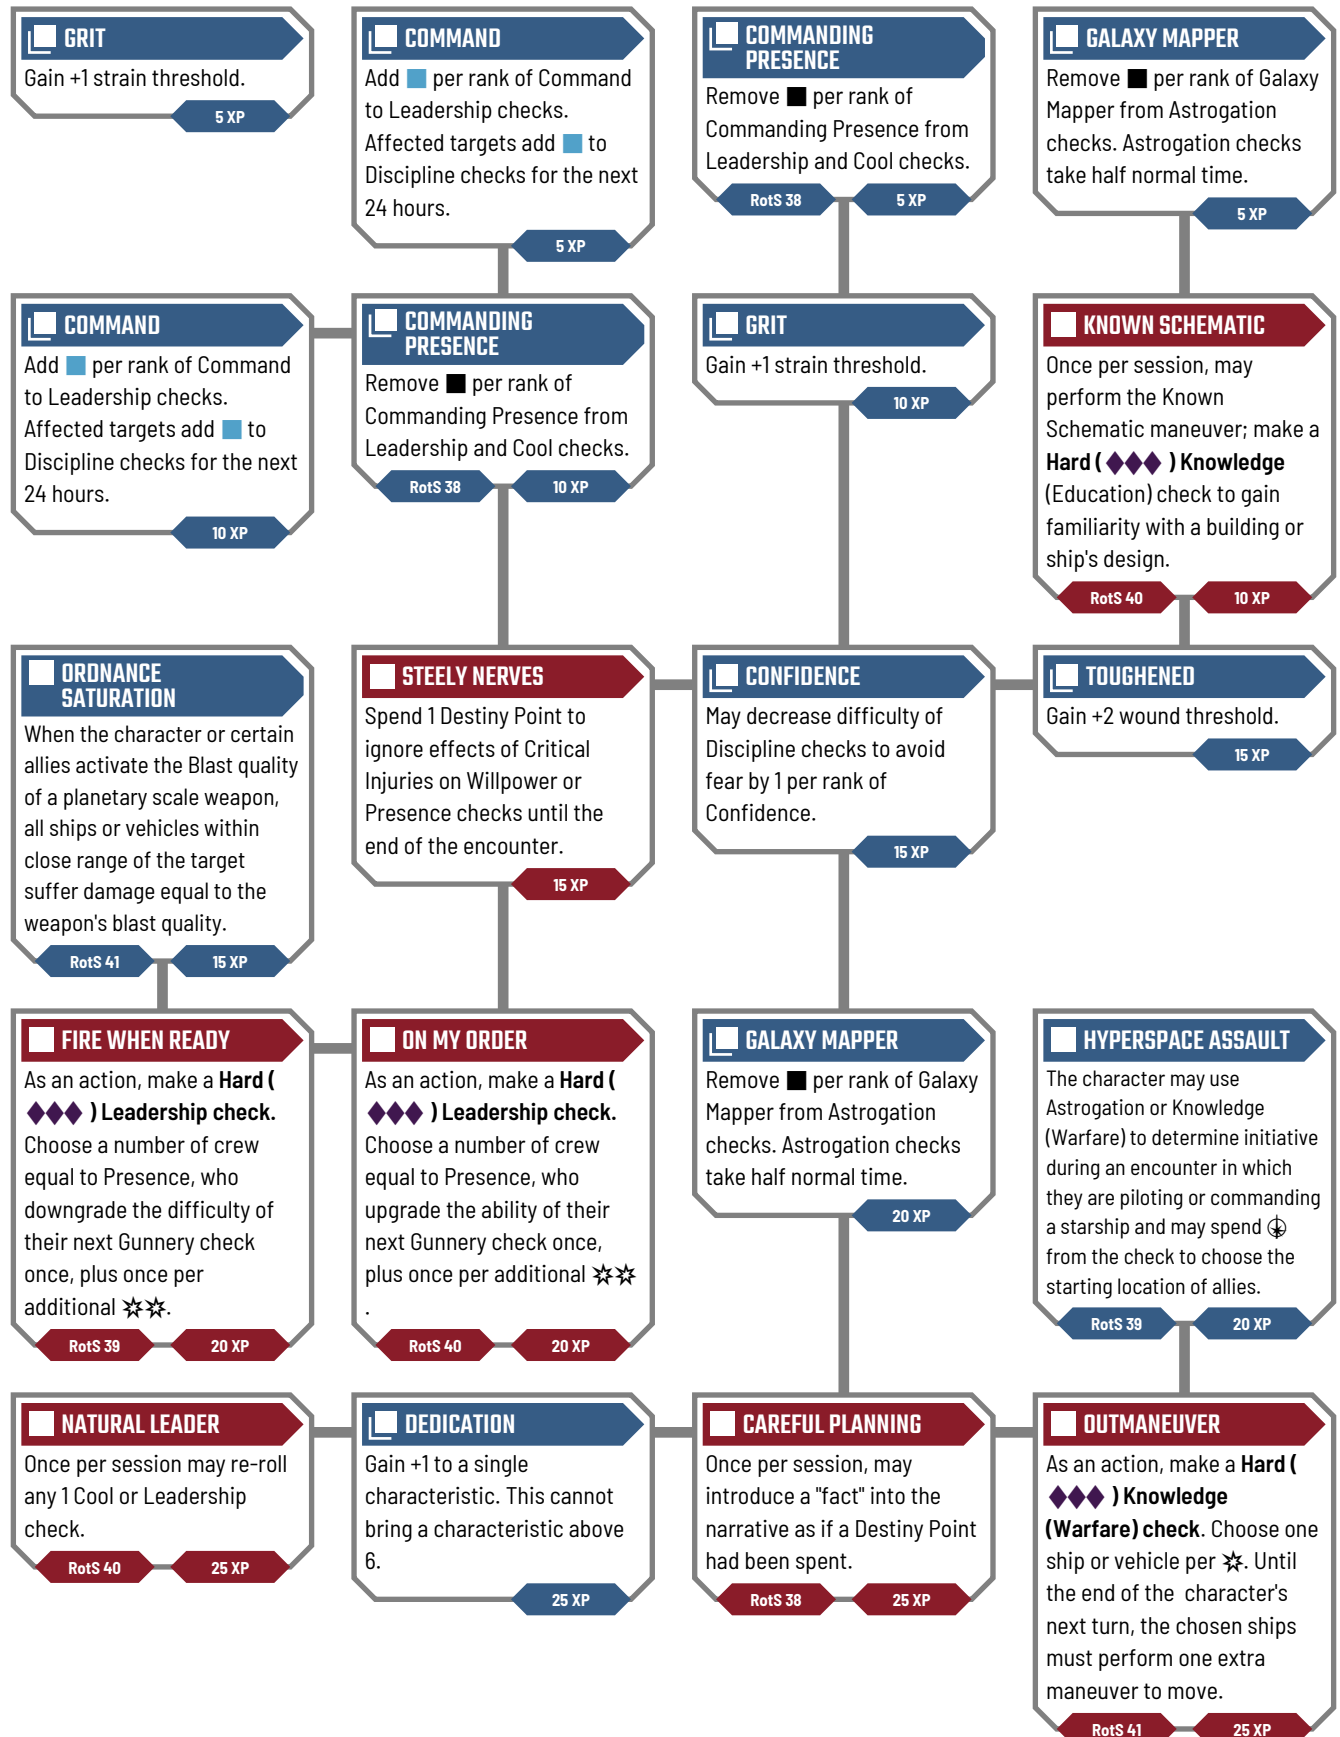 GRIT
Gain +1 strain threshold.
5 XP
COMMAND
Add per rank of Command
to Leadership checks.
Affected targets add to
Discipline checks for the next
24 hours.
5 XP
COMMANDING
PRESENCE
Remove per rank of
Commanding Presence from
Leadership and Cool checks.
RotS 38
5 XP
GALAXY MAPPER
Remove per rank of Galaxy
Mapper from Astrogation
checks. Astrogation checks
take half normal time.
5 XP
COMMAND
Add per rank of Command
to Leadership checks.
Affected targets add to
Discipline checks for the next
24 hours.
10 XP
COMMANDING
PRESENCE
Remove per rank of
Commanding Presence from
Leadership and Cool checks.
RotS 38
10 XP
GRIT
Gain +1 strain threshold.
10 XP
KNOWN SCHEMATIC
Once per session, may
perform the Known
Schematic maneuver; make a
Hard ( ) Knowledge
(Education) check to gain
familiarity with a building or
ship's design.
RotS 40
10 XP
ORDNANCE
SATURATION
When the character or certain
allies activate the Blast quality
of a planetary scale weapon,
all ships or vehicles within
close range of the target
suffer damage equal to the
weapon's blast quality.
RotS 41
15 XP
STEELY NERVES
Spend 1 Destiny Point to
ignore effects of Critical
Injuries on Willpower or
Presence checks until the
end of the encounter.
15 XP
CONFIDENCE
May decrease difficulty of
Discipline checks to avoid
fear by 1 per rank of
Confidence.
15 XP
TOUGHENED
Gain +2 wound threshold.
15 XP
FIRE WHEN READY
As an action, make a Hard (
) Leadership check.
Choose a number of crew
equal to Presence, who
downgrade the difficulty of
their next Gunnery check
once, plus once per
additional .
RotS 39
20 XP
ON MY ORDER
As an action, make a Hard (
) Leadership check.
Choose a number of crew
equal to Presence, who
upgrade the ability of their
next Gunnery check once,
plus once per additional
.
RotS 40
20 XP
GALAXY MAPPER
Remove per rank of Galaxy
Mapper from Astrogation
checks. Astrogation checks
take half normal time.
20 XP
HYPERSPACE ASSAULT
The character may use
Astrogation or Knowledge
(Warfare) to determine initiative
during an encounter in which
they are piloting or commanding
a starship and may spend
from the check to choose the
starting location of allies.
RotS 39
20 XP
NATURAL LEADER
Once per session may re-roll
any 1 Cool or Leadership
check.
RotS 40
25 XP
DEDICATION
Gain +1 to a single
characteristic. This cannot
bring a characteristic above
6.
25 XP
CAREFUL PLANNING
Once per session, may
introduce a "fact" into the
narrative as if a Destiny Point
had been spent.
RotS 38
25 XP
OUTMANEUVER
As an action, make a Hard (
) Knowledge
(Warfare) check. Choose one
ship or vehicle per . Until
the end of the character's
next turn, the chosen ships
must perform one extra
maneuver to move.
RotS 41
25 XP